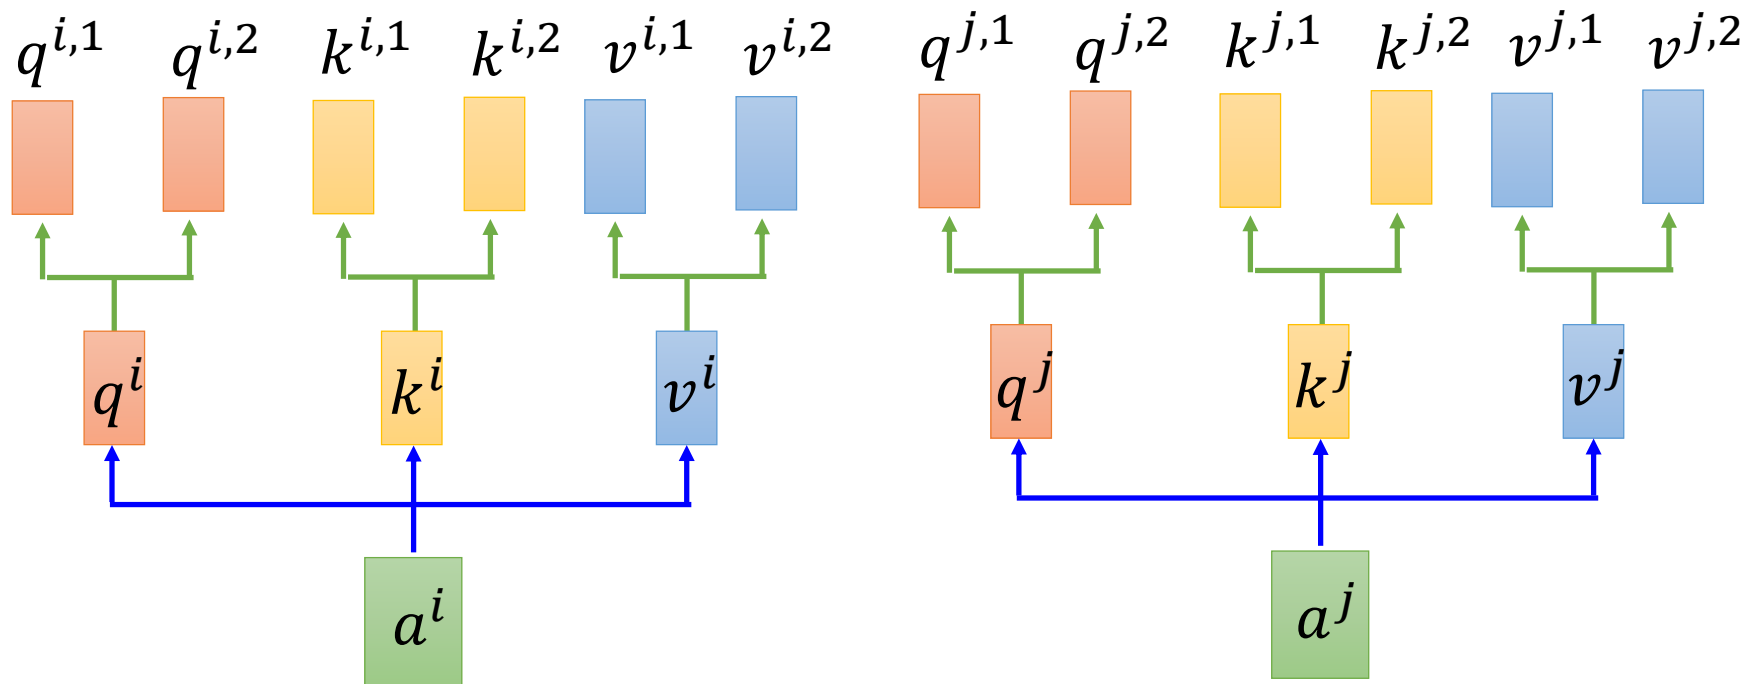 q^{i,1} q^{i,2} k^{i,1} k^{i,2} v^{i,1} v^{i,2} q^{j,1} q^{j,2} k^{j,1} k^{j,2} v^{j,1} v^{j,2}
q^i k^i v^i q^j k^j v^j
a^i a^j